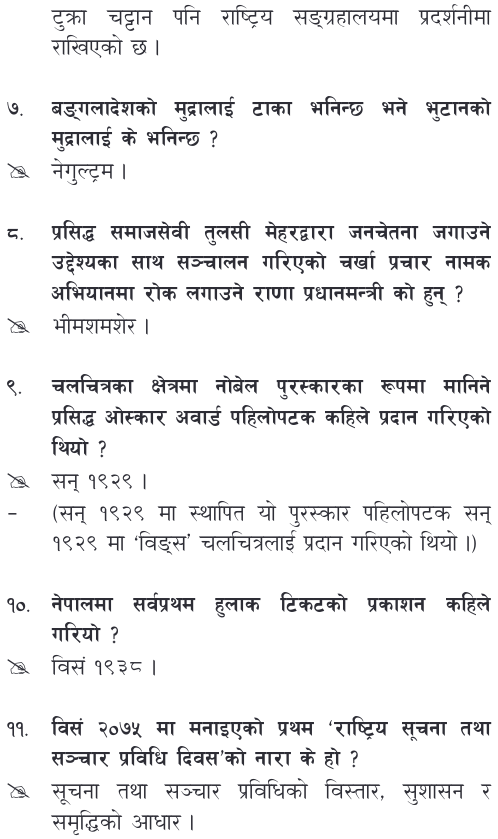 टुक्रा चट्टान पनि राष्ट्रिय सङ्ग्रहालयमा प्रदर्शनीमा
राखिएको छ ।
७. बङ्गलादेशको मुद्रालाई टाका भनिन्छ भने भुटानको
मुद्रालाई के भनिन्छ ?
नेगुल्ट्रम ।
८. प्रसिद्ध समाजसेवी तुलसी मेहरद्वारा जनचेतना जगाउने
उद्देश्यका साथ सञ्चालन गरिएको चर्खा प्रचार नामक
अभियानमा रोक लगाउने राणा प्रधानमन्त्री को हुन् ?
भीमशमशेर ।
९. चलचित्रका क्षेत्रमा नोबेल पुरस्कारका रूपमा मानिने
प्रसिद्ध ओस्कार अवार्ड पहिलोपटक कहिले प्रदान गरिएको
थियो ?
सन् १९२९ ।
– (सन् १९२९ मा स्थापित यो पुरस्कार पहिलोपटक सन्
१९२९ मा ‘विङ्स’ चलचित्रलाई प्रदान गरिएको थियो ।)
१०. नेपालमा सर्वप्रथम हुलाक टिकटको प्रकाशन कहिले
गरियो ?
विसं १९३८ ।
११. विसं २०७५ मा मनाइएको प्रथम ‘राष्ट्रिय सूचना तथा
सञ्चार प्रविधि दिवस’को नारा के हो ?
सूचना तथा सञ्चार प्रविधिको विस्तार, सुशासन र
समृद्धिको आधार ।